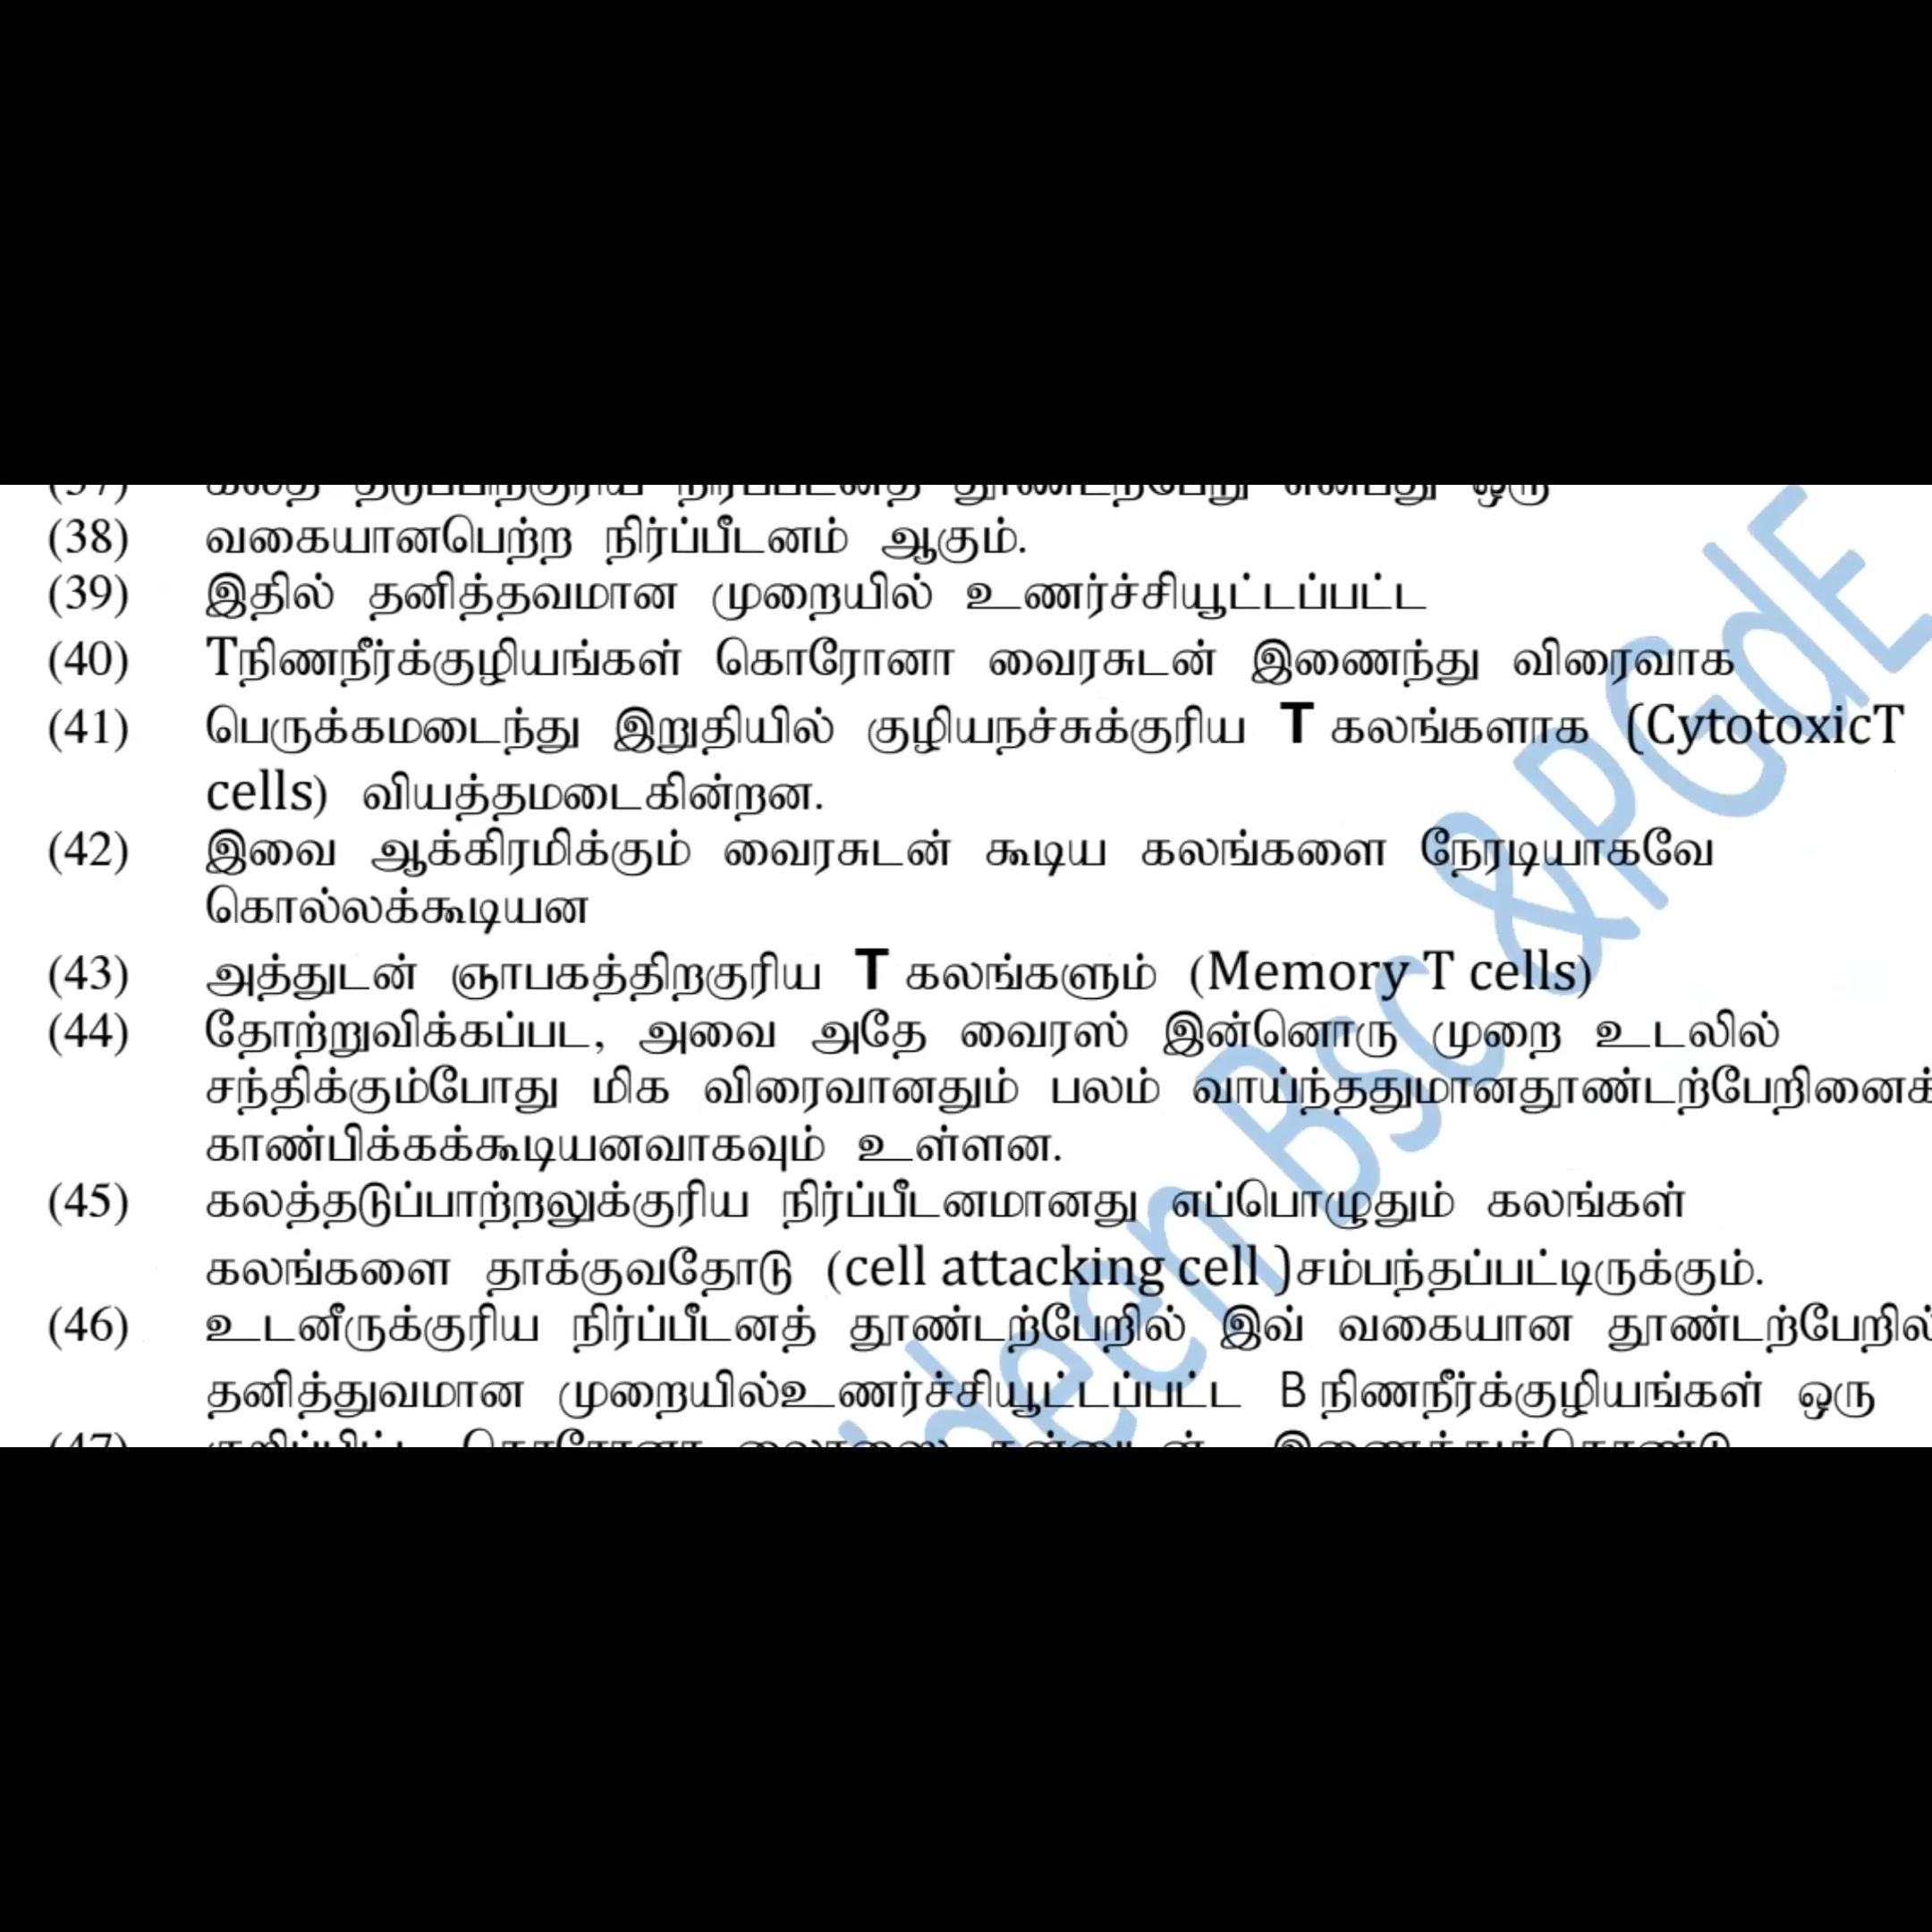 (38) வகையானபெற்ற நிர்ப்பீடனம் ஆகும்.
(39) இதில் தனித்தவமான முறையில் உணர்ச்சியூட்டப்பட்ட
(40) Tநிணநீர்க்குழியங்கள் கொரோனா வைரசுடன் இணைந்து விரைவாக
(41) பெருக்கமடைந்து இறுதியில் குழியநச்சுக்குரிய T கலங்களாக (CytotoxicT
cells) வியத்தமடைகின்றன.
(42) இவை ஆக்கிரமிக்கும் வைரசுடன் கூடிய கலங்களை நேரடியாகவே
கொல்லக்கூடியன
(43) அத்துடன் ஞாபகத்திறகுரிய T கலங்களும் (Memory T cells)
(44) தோற்றுவிக்கப்பட, அவை அதே வைரஸ் இன்னொரு முறை உடலில்
சந்திக்கும்போது மிக விரைவானதும் பலம் வாய்ந்ததுமானதூண்டற்பேறினைக்
காண்பிக்கக்கூடியனவாகவும் உள்ளன.
(45) கலத்தடுப்பாற்றலுக்குரிய நிர்ப்பீடனமானது எப்பொழுதும் கலங்கள்
கலங்களை தாக்குவதோடு (cell attacking cell )சம்பந்தப்பட்டிருக்கும்.
(46) உடனீருக்குரிய நிர்ப்பீடனத் தூண்டற்பேறில் இவ் வகையான தூண்டற்பேறில்
தனித்துவமான முறையில்உணர்ச்சியூட்டப்பட்ட B நிணநீர்க்குழியங்கள் ஒரு
deen Bsc & PGdE